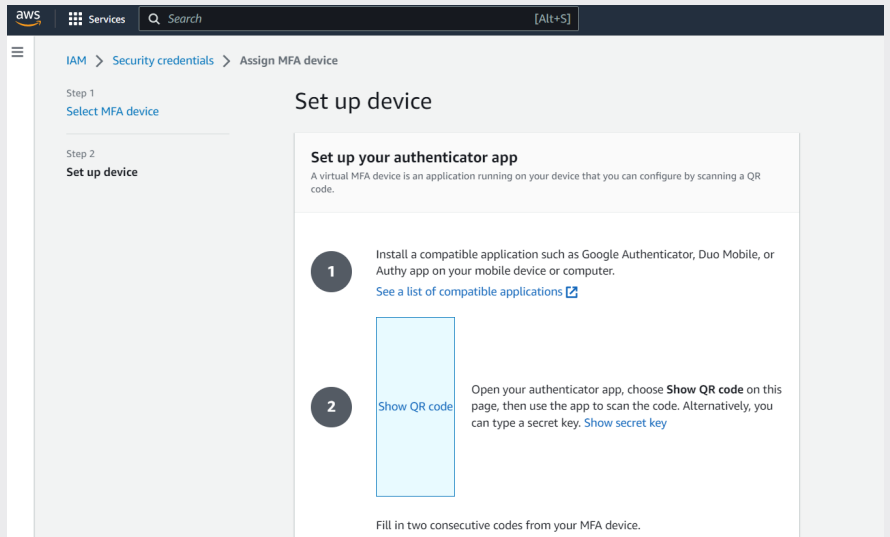 aws
Services
Search
[Alt+S]
IAM > Security credentials > Assign MFA device
Step 1
Select MFA device
Step 2
Set up device
Set up device
Set up your authenticator app
A virtual MFA device is an application running on your device that you can configure by scanning a QR
code.
1
Install a compatible application such as Google Authenticator, Duo Mobile, or
Authy app on your mobile device or computer.
See a list of compatible applications
2
Show QR code
Open your authenticator app, choose Show QR code on this
page, then use the app to scan the code. Alternatively, you
can type a secret key. Show secret key
Fill in two consecutive codes from your MFA device.